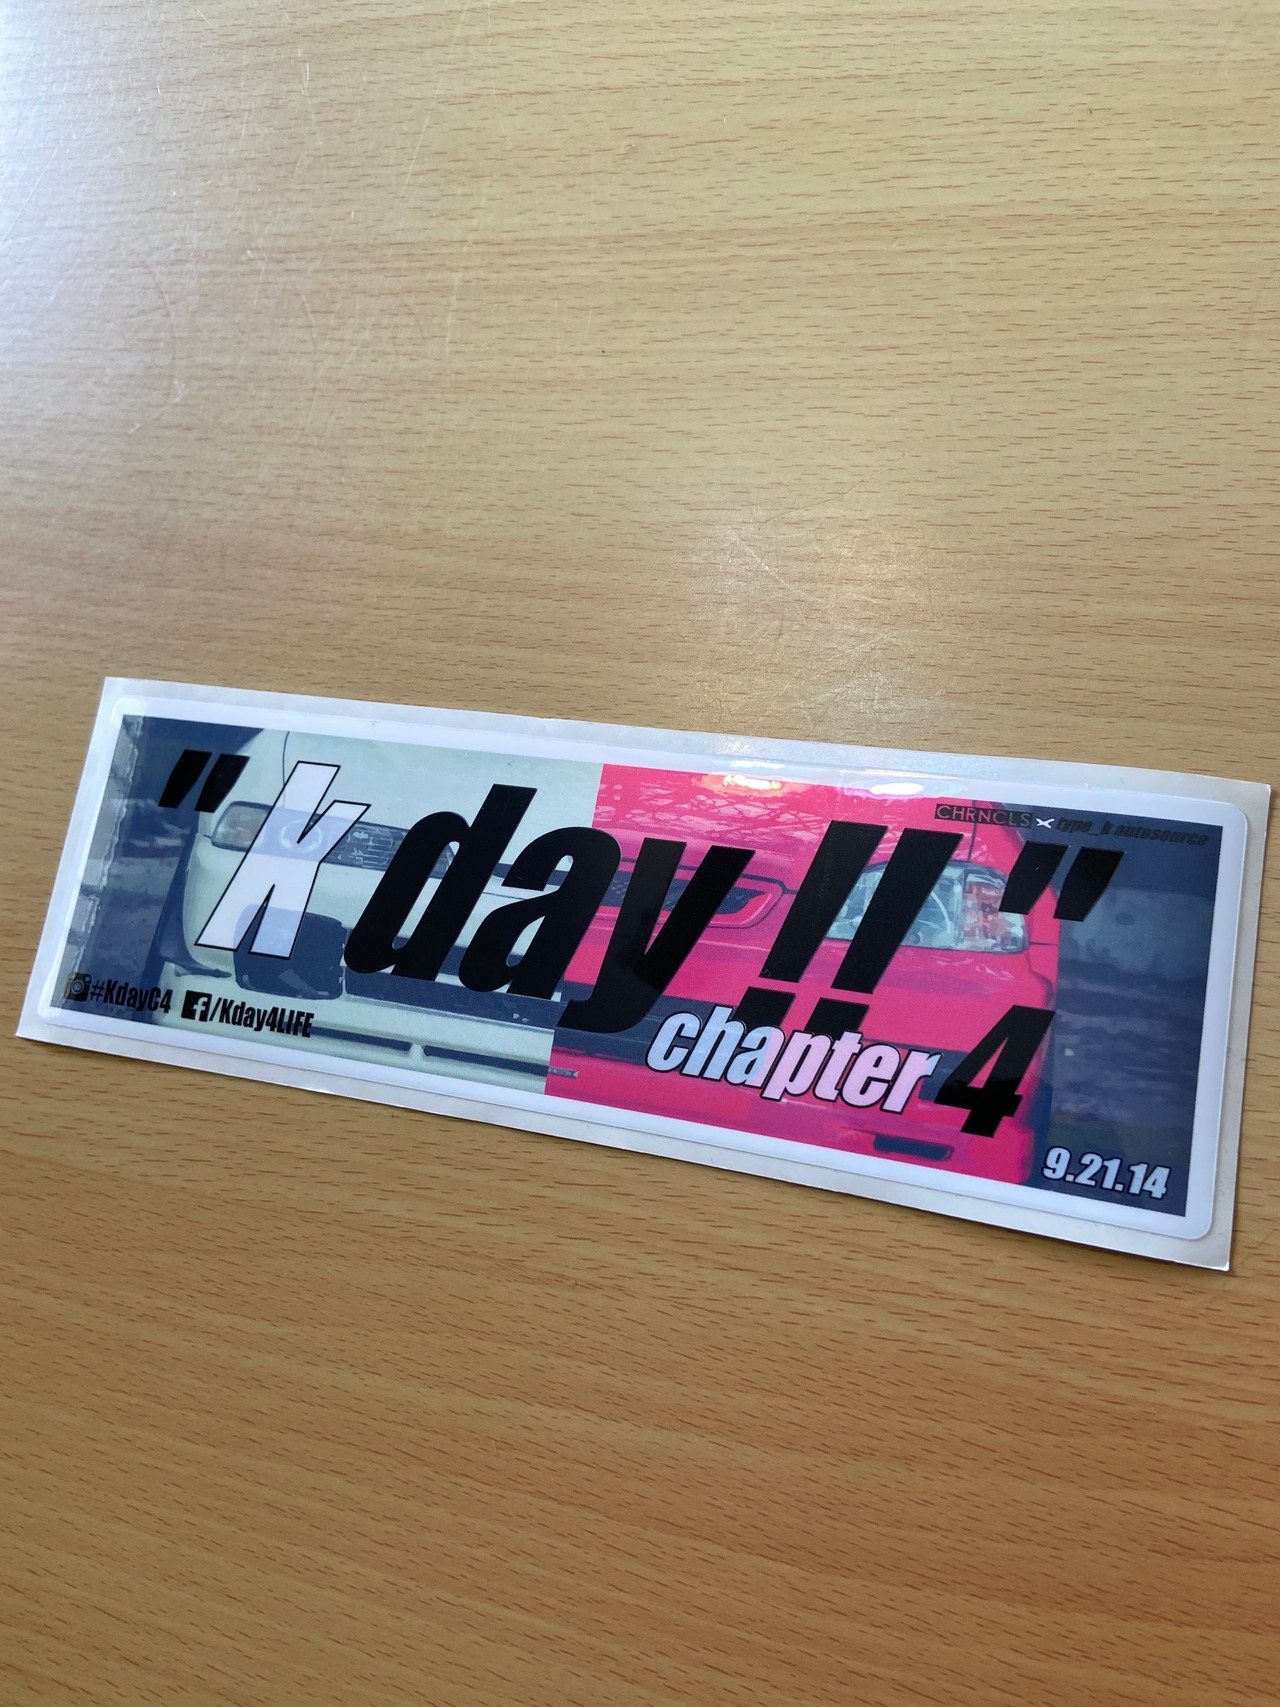 CHRNCLS x type_k autosource
"k day!!"
chapter 4
#KdayC4 f/Kday4LIFE
9.21.14